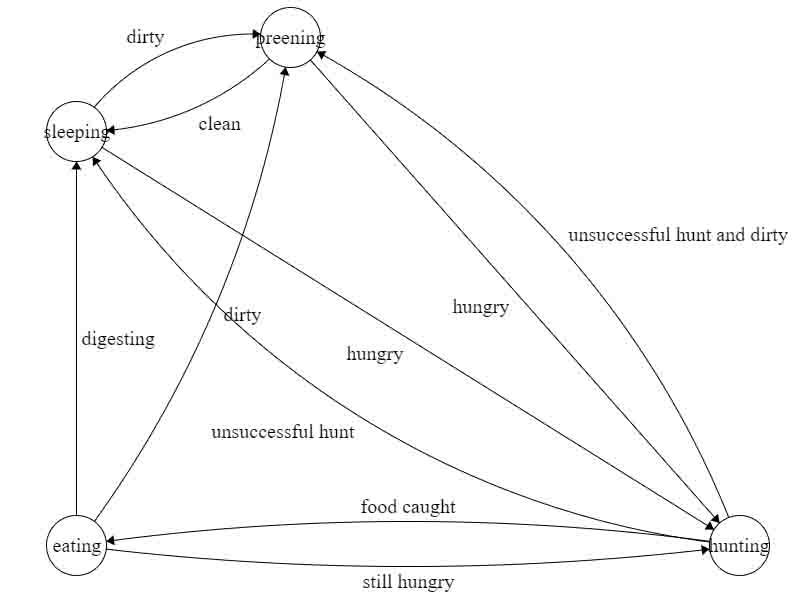 dirty
preening
clean
sleeping
unsuccessful hunt and dirty
hungry
dirty
digesting
hungry
unsuccessful hunt
food caught
eating
hunting
still hungry